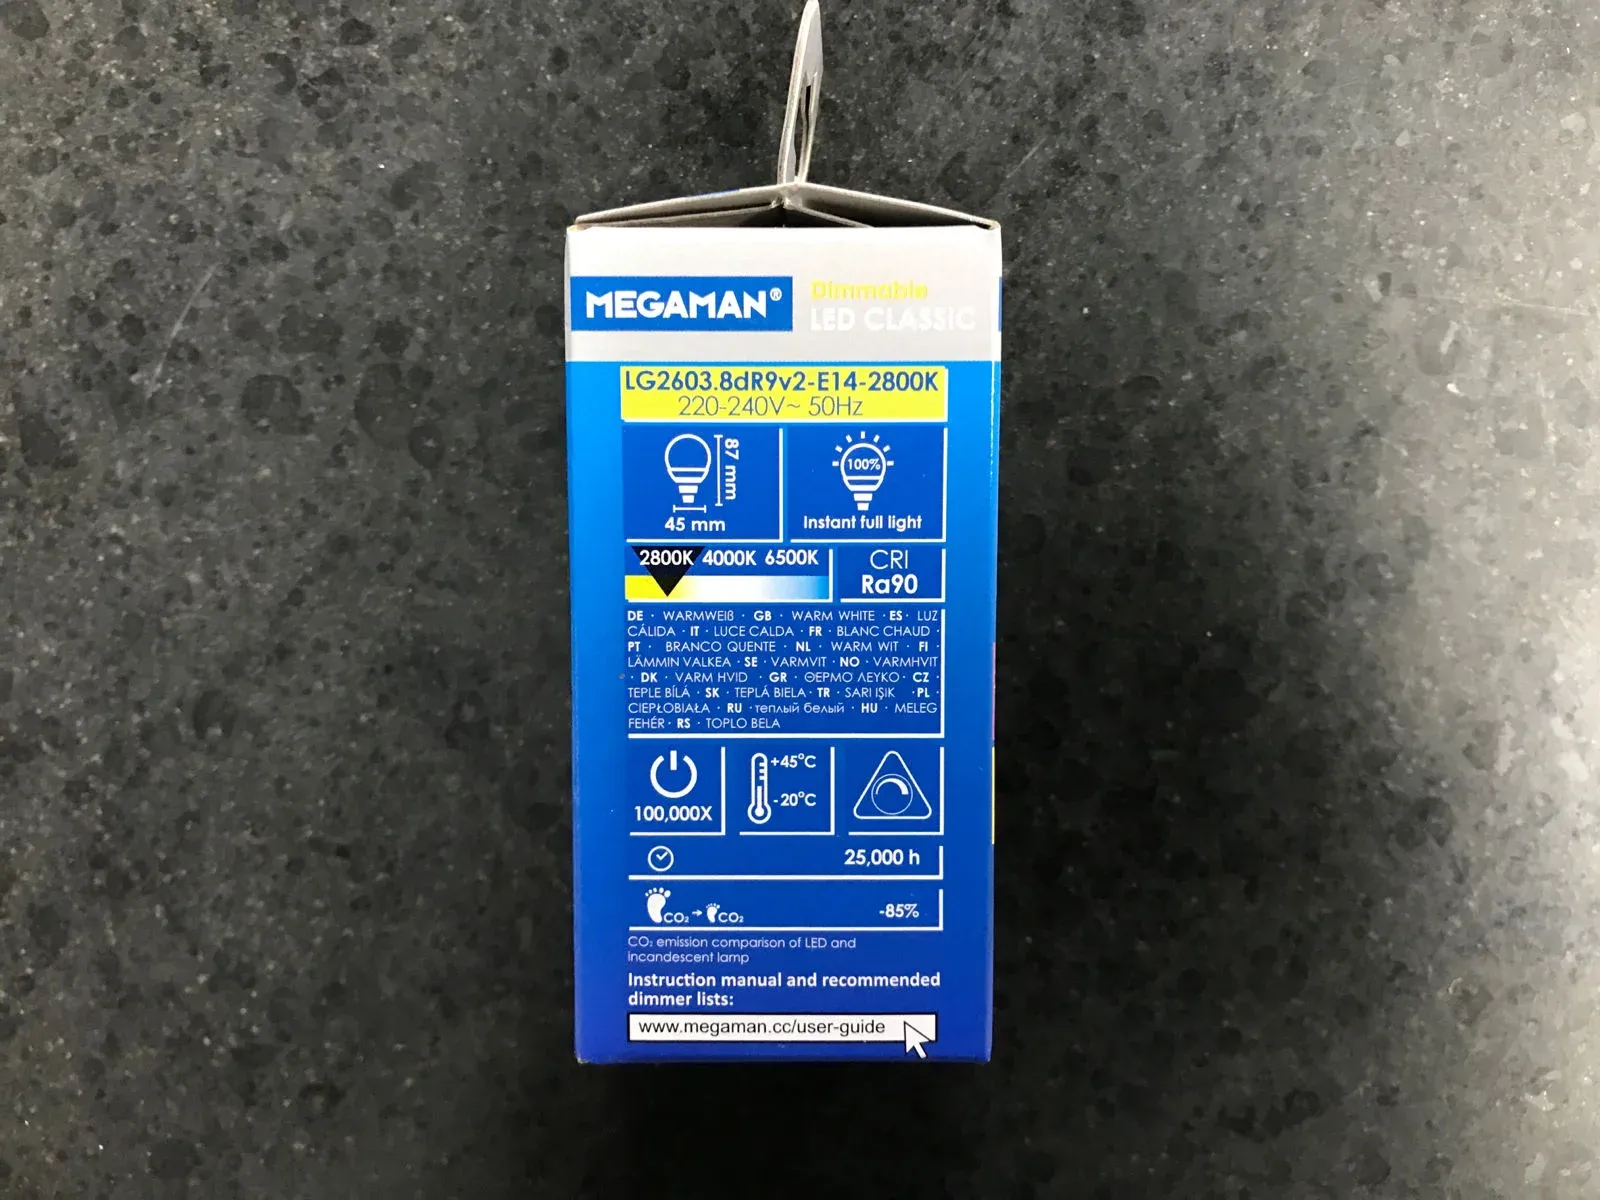 MEGAMAN®
Dimmable
LED CLASSIC
LG2603.8dR9v2-E14-2800K
220-240V~ 50Hz
87 mm
45 mm
100%
Instant full light
2800K 4000K 6500K
CRI
Ra90
DE · WARMWEIß · GB · WARM WHITE · ES · LUZ
CÁLIDA · IT · LUCE CALDA · FR · BLANC CHAUD ·
PT · BRANCO QUENTE · NL · WARM WIT · FI ·
LÄMMIN VALKEA · SE · VARMVIT · NO · VARMHVIT
· DK · VARM HVID · GR · ΘΕΡΜΟ ΛΕΥΚΟ · CZ ·
TEPLE BÍLÁ · SK · TEPLÁ BIELA · TR · SARI IŞIK · PL ·
CIEPŁOBIAŁA · RU · теплый белый · HU · MELEG
FEHÉR · RS · TOPLO BELA
100,000X
+45°C
-20°C
25,000 h
CO₂ → CO₂
-85%
CO₂ emission comparison of LED and
incandescent lamp
Instruction manual and recommended
dimmer lists:
www.megaman.cc/user-guide